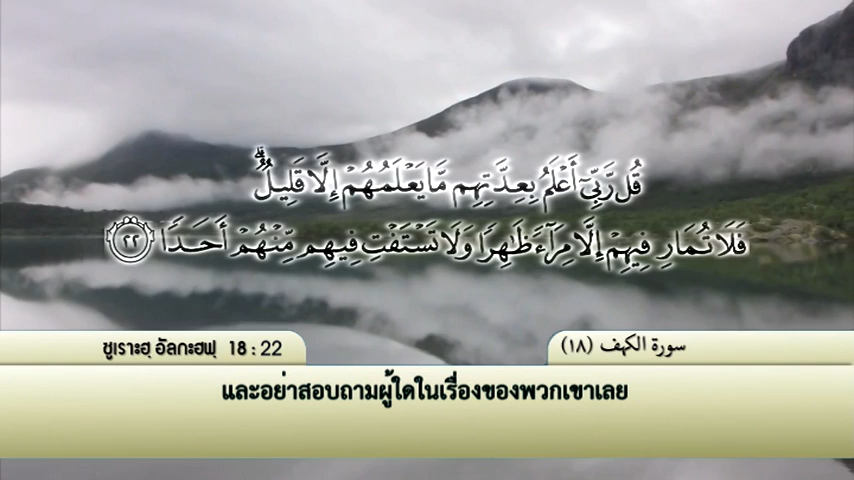 قُل رَّبِّىٓ أَعْلَمُ بِعِدَّتِهِم مَّا يَعْلَمُهُمْ إِلَّا قَلِيلٌ ۗ
فَلَا تُمَارِ فِيهِمْ إِلَّا مِرَآءً ظَٰهِرًا وَلَا تَسْتَفْتِ فِيهِم مِّنْهُمْ أَحَدًا ٢٢
ซูเราะฮฺ อัลกะฮฟฺ 18 : 22
سورة الكهف (١٨)
และอย่าสอบถามผู้ใดในเรื่องของพวกเขาเลย